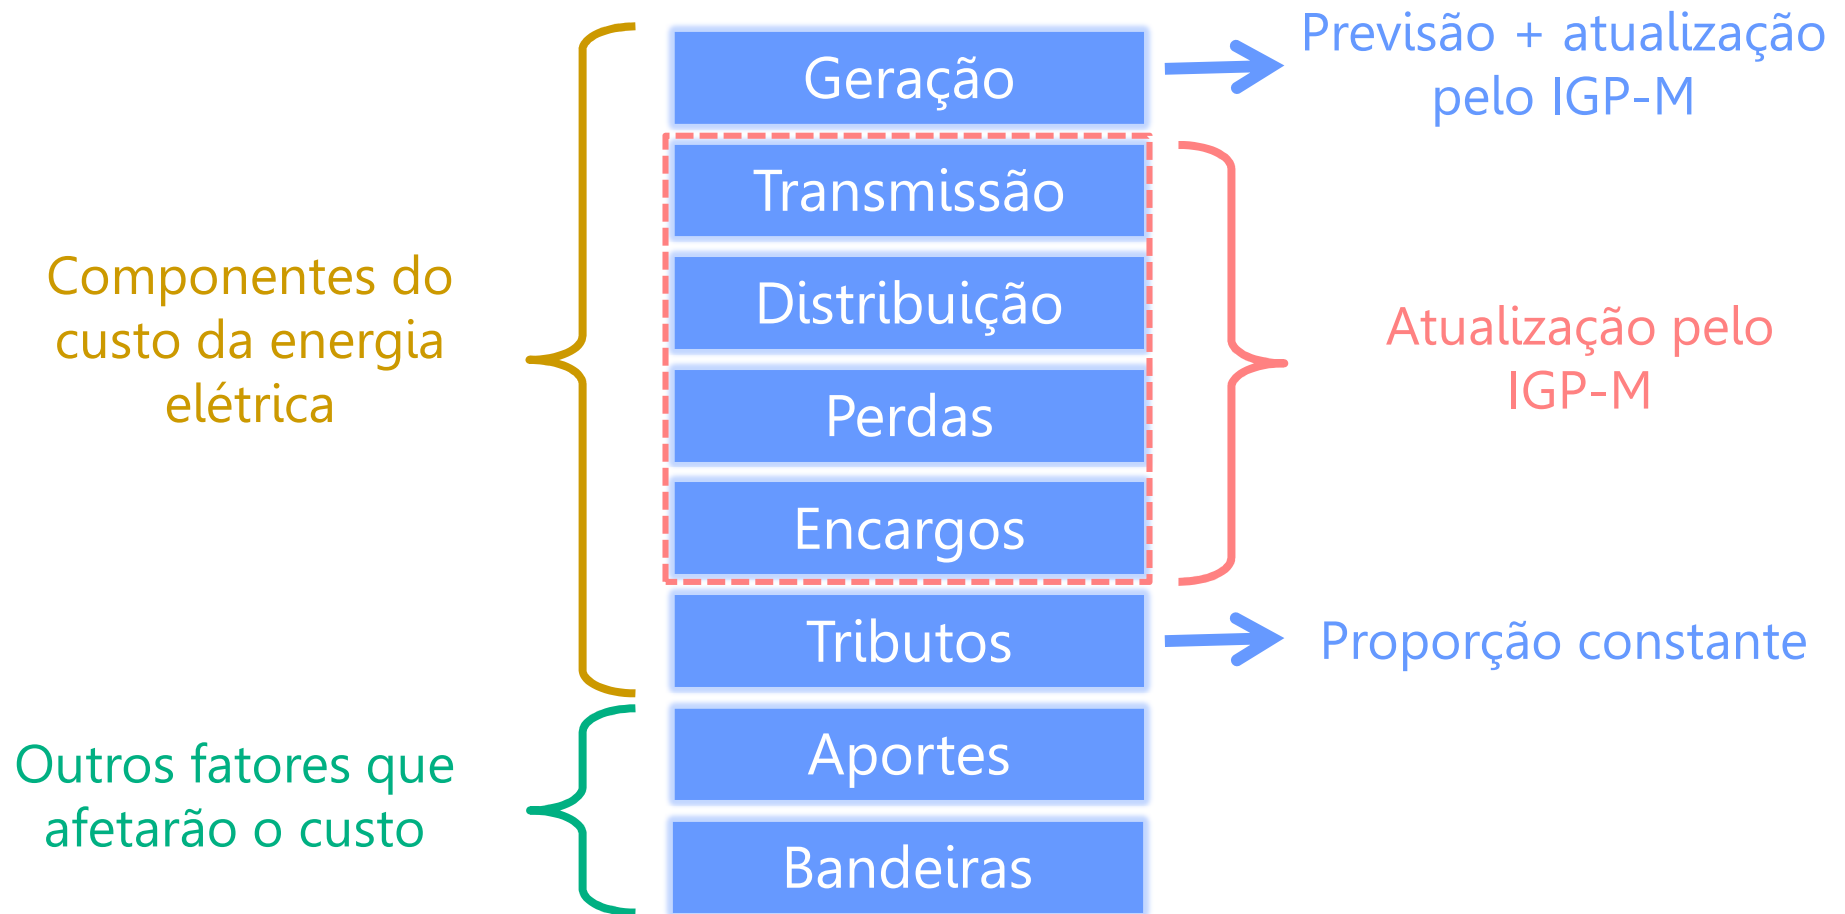 Componentes do
custo da energia
elétrica
Outros fatores que
afetarão o custo
Geração
Transmissão
Distribuição
Perdas
Encargos
Tributos
Aportes
Bandeiras
Previsão + atualização
pelo IGP-M
Atualização pelo
IGP-M
Proporção constante